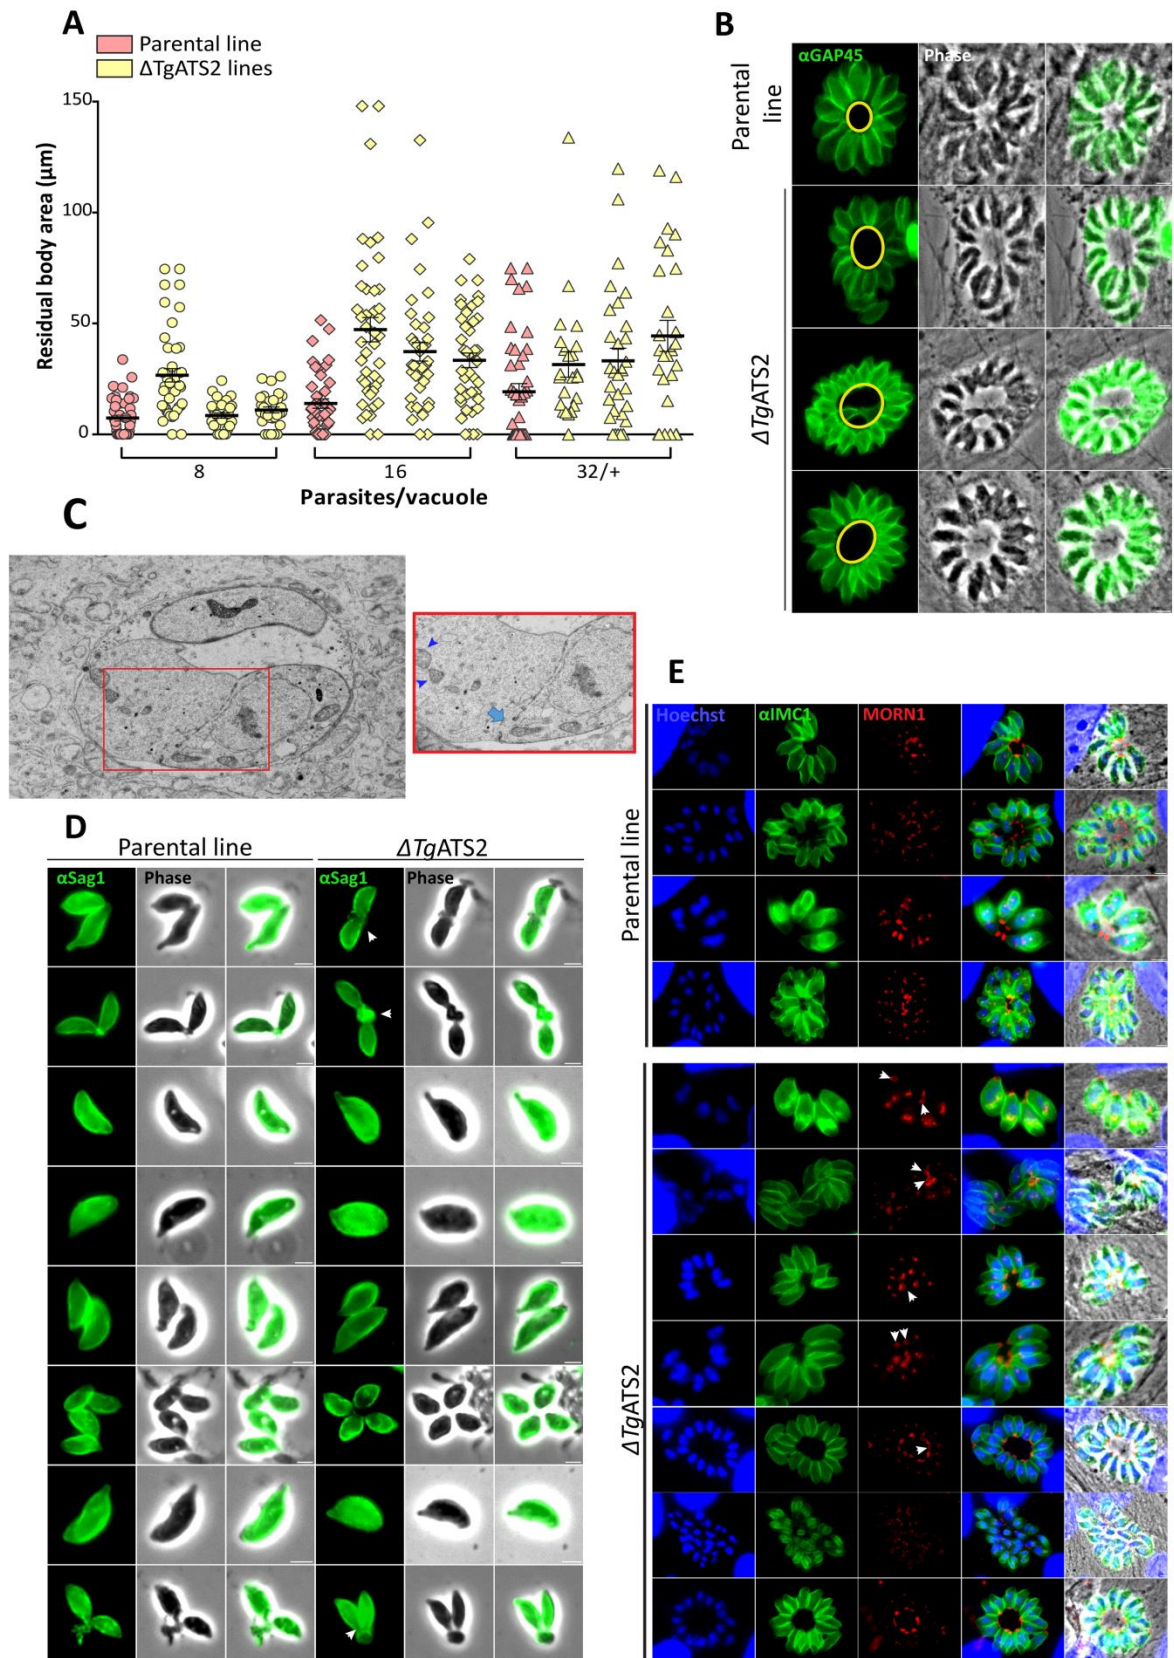 A
Parental line
ΔTgATS2 lines
150
100
50
0
Residual body area (µm)
8
16
32/+
Parasites/vacuole
B
αGAP45
Phase
Parental
line
ΔTgATS2
C
D
Parental line
ΔTgATS2
αSag1
Phase
αSag1
Phase
E
Hoechst
αIMC1
MORN1
Parental line
ΔTgATS2